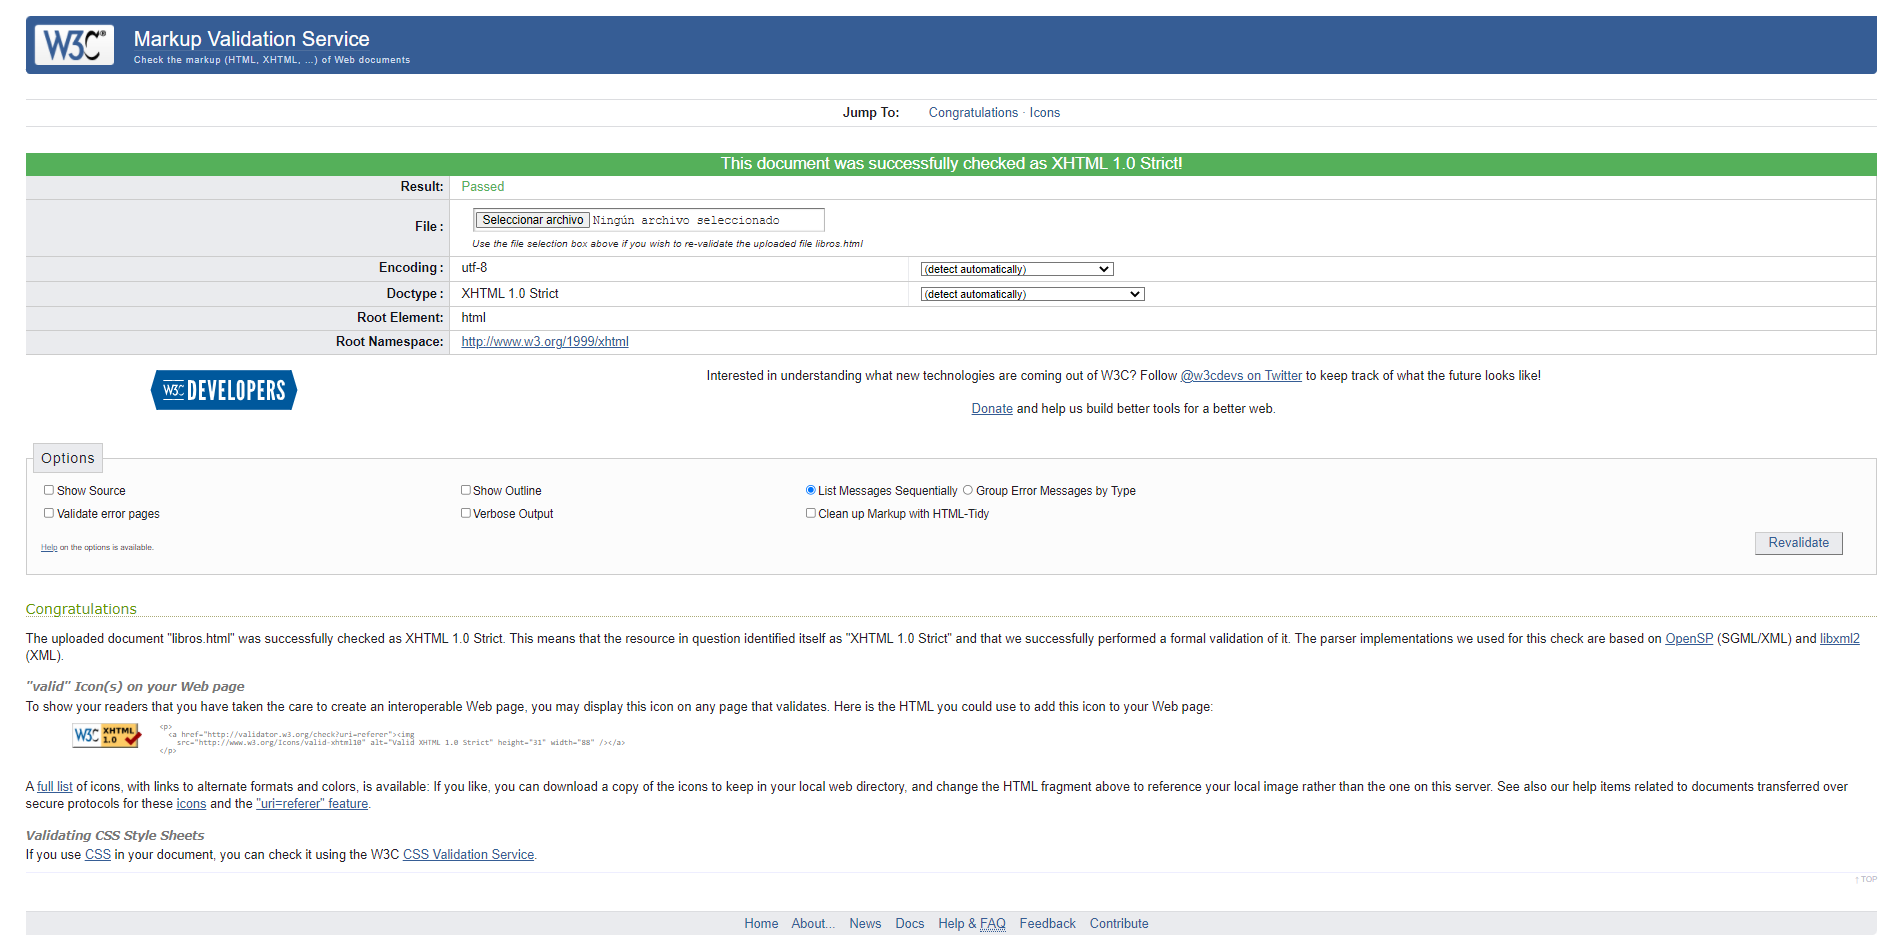 W3C®
Markup Validation Service
Check the markup (HTML, XHTML, ...) of Web documents
Jump To: Congratulations · Icons
This document was successfully checked as XHTML 1.0 Strict!
Result: Passed
File : Seleccionar archivo Ningún archivo seleccionado
Use the file selection box above if you wish to re-validate the uploaded file libros.html
Encoding : utf-8 (detect automatically)
Doctype : XHTML 1.0 Strict (detect automatically)
Root Element: html
Root Namespace: http://www.w3.org/1999/xhtml
W3C DEVELOPERS
Interested in understanding what new technologies are coming out of W3C? Follow @w3cdevs on Twitter to keep track of what the future looks like!
Donate and help us build better tools for a better web.
Options
Show Source Show Outline List Messages Sequentially Group Error Messages by Type
Validate error pages Verbose Output Clean up Markup with HTML-Tidy
Help on the options is available.
Revalidate
Congratulations
The uploaded document "libros.html" was successfully checked as XHTML 1.0 Strict. This means that the resource in question identified itself as "XHTML 1.0 Strict" and that we successfully performed a formal validation of it. The parser implementations we used for this check are based on OpenSP (SGML/XML) and libxml2
(XML).
"valid" Icon(s) on your Web page
To show your readers that you have taken the care to create an interoperable Web page, you may display this icon on any page that validates. Here is the HTML you could use to add this icon to your Web page:
W3C XHTML 1.0
<p>
<a href="http://validator.w3.org/check?uri=referer"><img
src="http://www.w3.org/Icons/valid-xhtml10" alt="Valid XHTML 1.0 Strict" height="31" width="88" /></a>
</p>
A full list of icons, with links to alternate formats and colors, is available: If you like, you can download a copy of the icons to keep in your local web directory, and change the HTML fragment above to reference your local image rather than the one on this server. See also our help items related to documents transferred over
secure protocols for these icons and the "uri=referer" feature.
Validating CSS Style Sheets
If you use CSS in your document, you can check it using the W3C CSS Validation Service.
↑ TOP
Home About... News Docs Help & FAQ Feedback Contribute